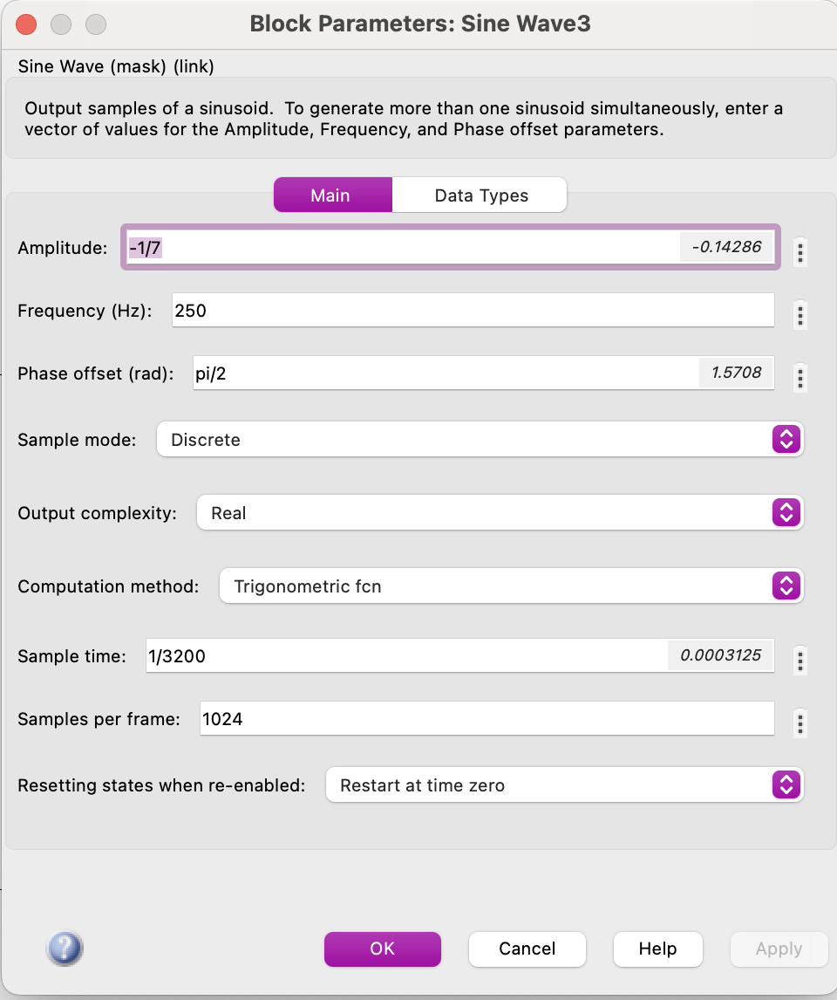 Block Parameters: Sine Wave3
Sine Wave (mask) (link)
Output samples of a sinusoid.  To generate more than one sinusoid simultaneously, enter a
vector of values for the Amplitude, Frequency, and Phase offset parameters.
Main Data Types
Amplitude: -1/7 -0.14286
Frequency (Hz): 250
Phase offset (rad): pi/2 1.5708
Sample mode: Discrete
Output complexity: Real
Computation method: Trigonometric fcn
Sample time: 1/3200 0.0003125
Samples per frame: 1024
Resetting states when re-enabled: Restart at time zero
? OK Cancel Help Apply